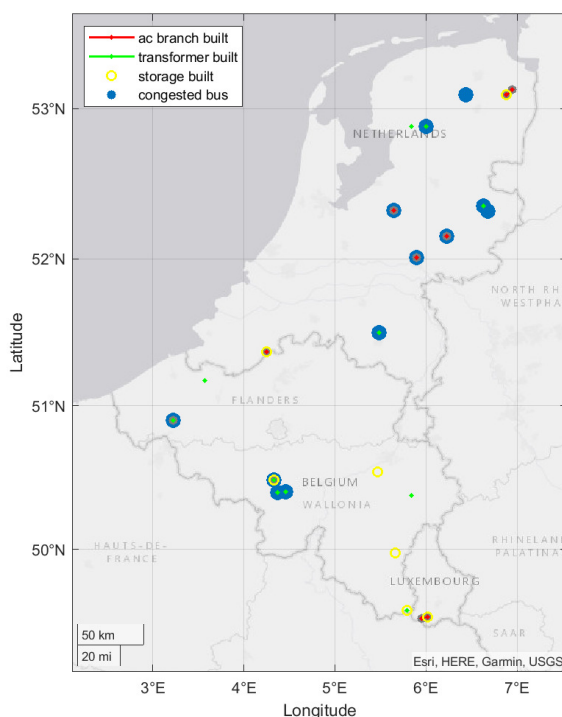 ac branch built
transformer built
storage built
congested bus
53°N
NETHERLANDS
52°N
NORTH RH
WESTPHA
Latitude
51°N
FLANDERS
BELGIUM
WALLONIA
50°N
HAUTS-DE-
FRANCE
RHINELAN
PALATINA
LUXEMBOURG
SAAR
50 km
20 mi
Esri, HERE, Garmin, USGS
3°E
4°E
5°E
6°E
7°E
Longitude